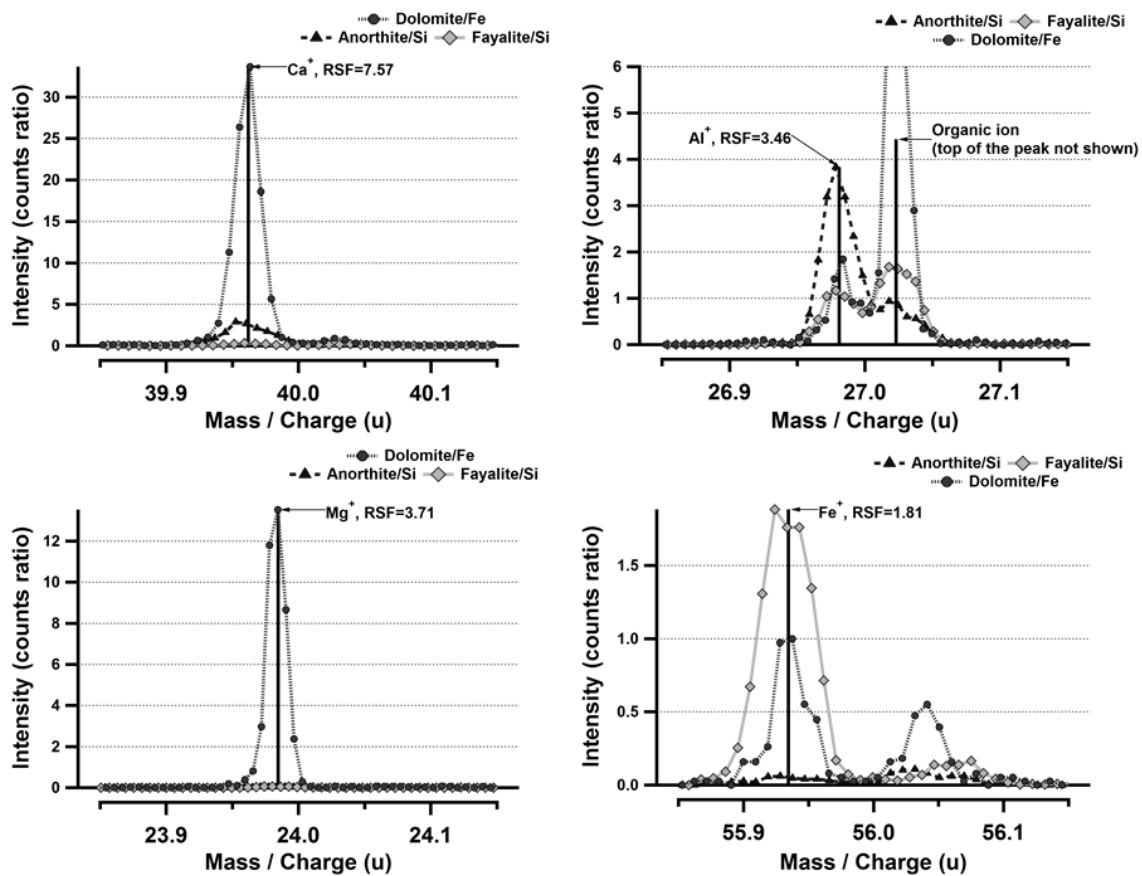 Dolomite/Fe
Anorthite/Si Fayalite/Si
Ca+, RSF=7.57
Intensity (counts ratio)
30
25
20
15
10
5
0
39.9 40.0 40.1
Mass / Charge (u)
Anorthite/Si Fayalite/Si
Dolomite/Fe
Al+, RSF=3.46
Organic ion
(top of the peak not shown)
Intensity (counts ratio)
6
5
4
3
2
1
0
26.9 27.0 27.1
Mass / Charge (u)
Dolomite/Fe
Anorthite/Si Fayalite/Si
Mg+, RSF=3.71
Intensity (counts ratio)
12
10
8
6
4
2
0
23.9 24.0 24.1
Mass / Charge (u)
Anorthite/Si Fayalite/Si
Dolomite/Fe
Fe+, RSF=1.81
Intensity (counts ratio)
1.5
1.0
0.5
0.0
55.9 56.0 56.1
Mass / Charge (u)